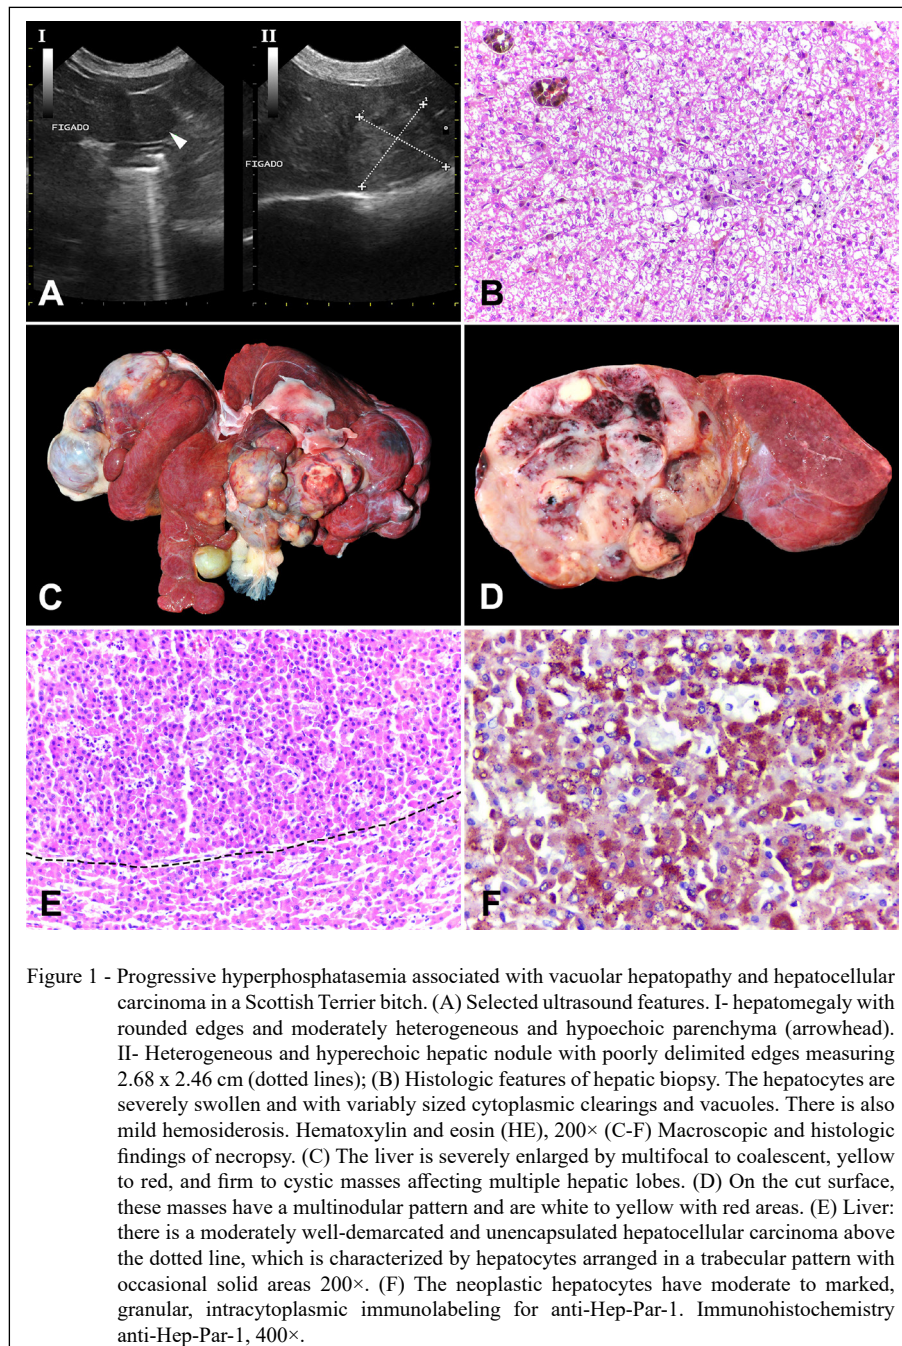 I
II
FIGADO
FIGADO
1
2
A
B
C
D
E
F
Figure 1 - Progressive hyperphosphatasemia associated with vacuolar hepatopathy and hepatocellular
carcinoma in a Scottish Terrier bitch. (A) Selected ultrasound features. I- hepatomegaly with
rounded edges and moderately heterogeneous and hypoechoic parenchyma (arrowhead).
II- Heterogeneous and hyperechoic hepatic nodule with poorly delimited edges measuring
2.68 x 2.46 cm (dotted lines); (B) Histologic features of hepatic biopsy. The hepatocytes are
severely swollen and with variably sized cytoplasmic clearings and vacuoles. There is also
mild hemosiderosis. Hematoxylin and eosin (HE), 200× (C-F) Macroscopic and histologic
findings of necropsy. (C) The liver is severely enlarged by multifocal to coalescent, yellow
to red, and firm to cystic masses affecting multiple hepatic lobes. (D) On the cut surface,
these masses have a multinodular pattern and are white to yellow with red areas. (E) Liver:
there is a moderately well-demarcated and unencapsulated hepatocellular carcinoma above
the dotted line, which is characterized by hepatocytes arranged in a trabecular pattern with
occasional solid areas 200×. (F) The neoplastic hepatocytes have moderate to marked,
granular, intracytoplasmic immunolabeling for anti-Hep-Par-1. Immunohistochemistry
anti-Hep-Par-1, 400×.